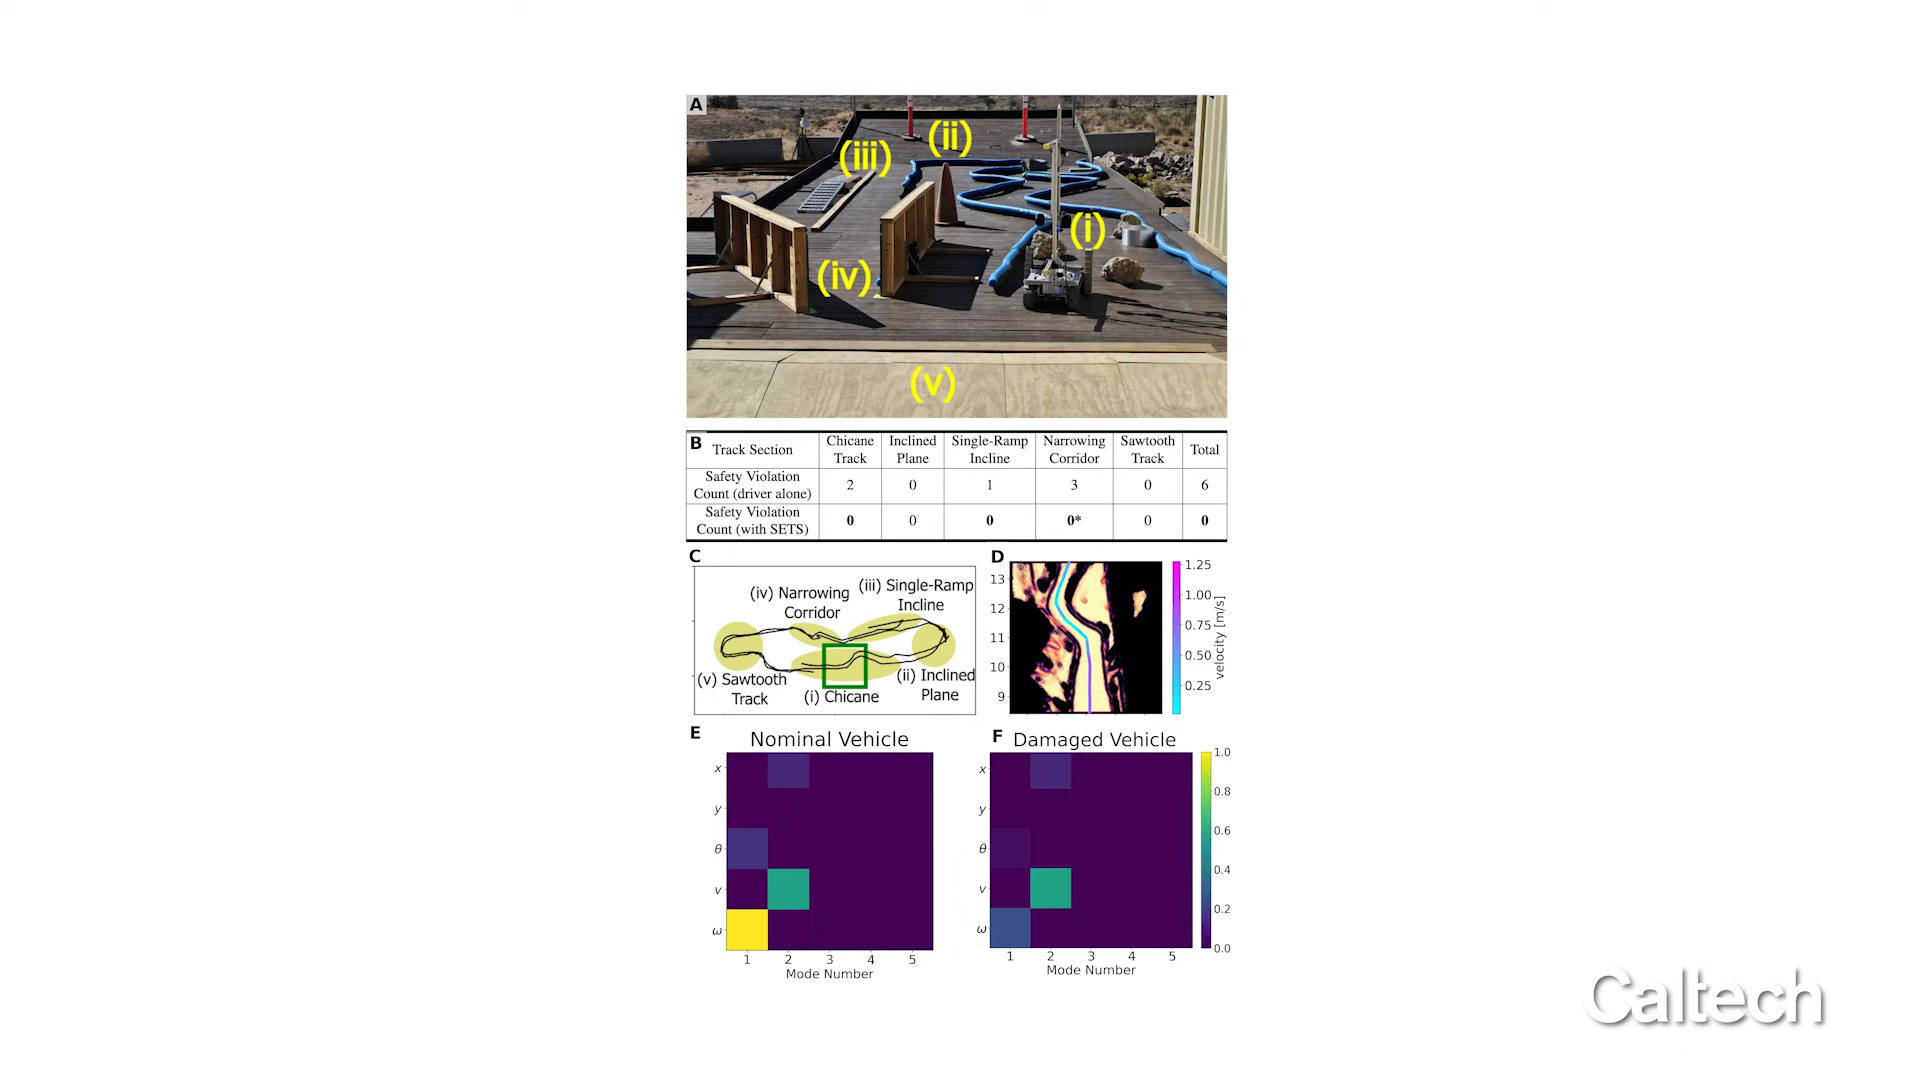 A
(ii)
(iii)
(i)
(iv)
(v)
B Track Section Chicane Track Inclined Plane Single-Ramp Incline Narrowing Corridor Sawtooth Track Total
Safety Violation Count (driver alone) 2 0 1 3 0 6
Safety Violation Count (with SETS) 0 0 0 0* 0 0
C
(iv) Narrowing Corridor
(iii) Single-Ramp Incline
(v) Sawtooth Track
(i) Chicane
(ii) Inclined Plane
D
13
12
11
10
9
1.25
1.00
0.75
0.50
0.25
velocity [m/s]
E
Nominal Vehicle
x
y
θ
v
ω
1 2 3 4 5
Mode Number
F
Damaged Vehicle
x
y
θ
v
ω
1 2 3 4 5
Mode Number
1.0
0.8
0.6
0.4
0.2
0.0
Caltech